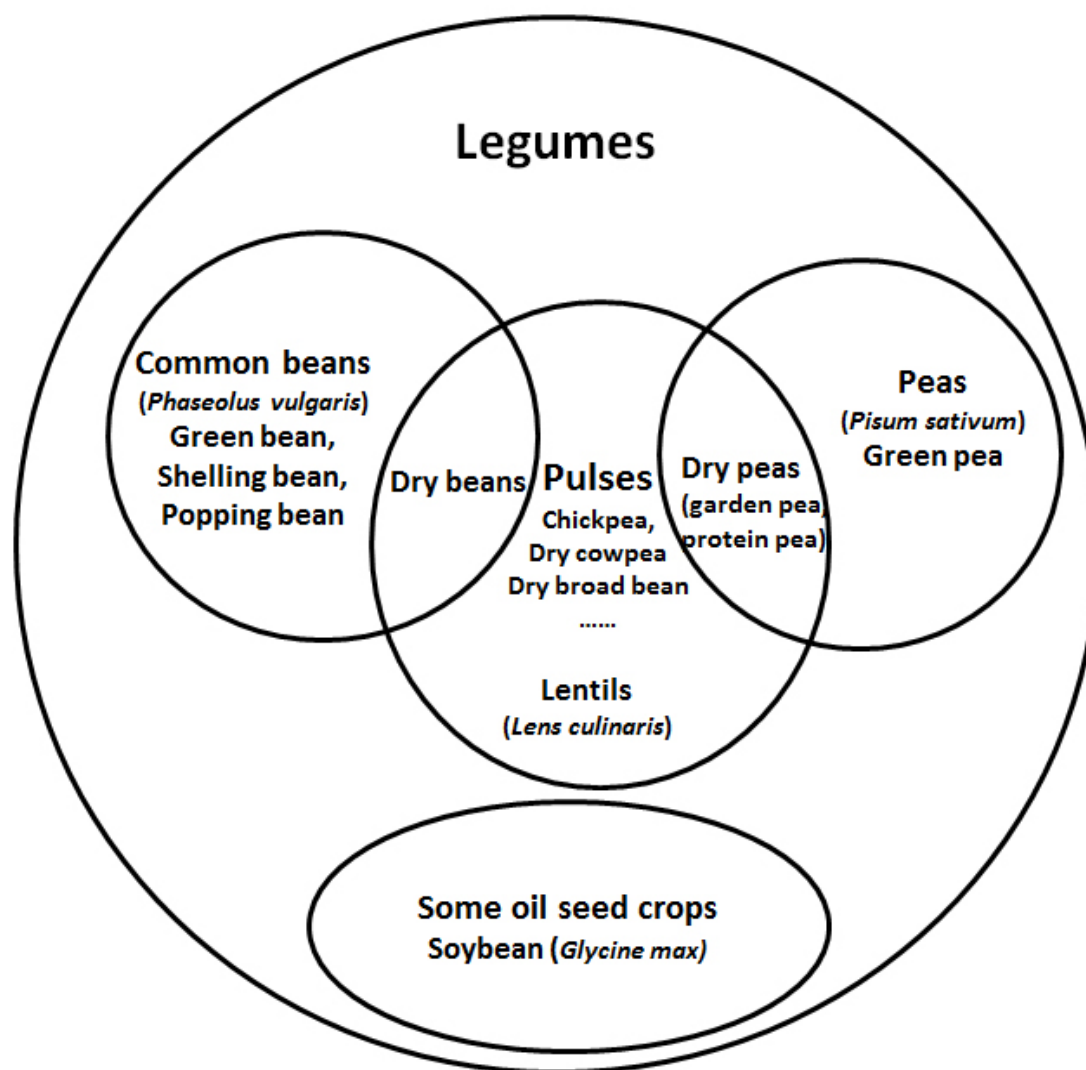 Legumes
Common beans
(Phaseolus vulgaris)
Green bean,
Shelling bean,
Popping bean
Dry beans
Pulses
Chickpea,
Dry cowpea
Dry broad bean
......
Lentils
(Lens culinaris)
Dry peas
(garden pea,
protein pea)
Peas
(Pisum sativum)
Green pea
Some oil seed crops
Soybean (Glycine max)